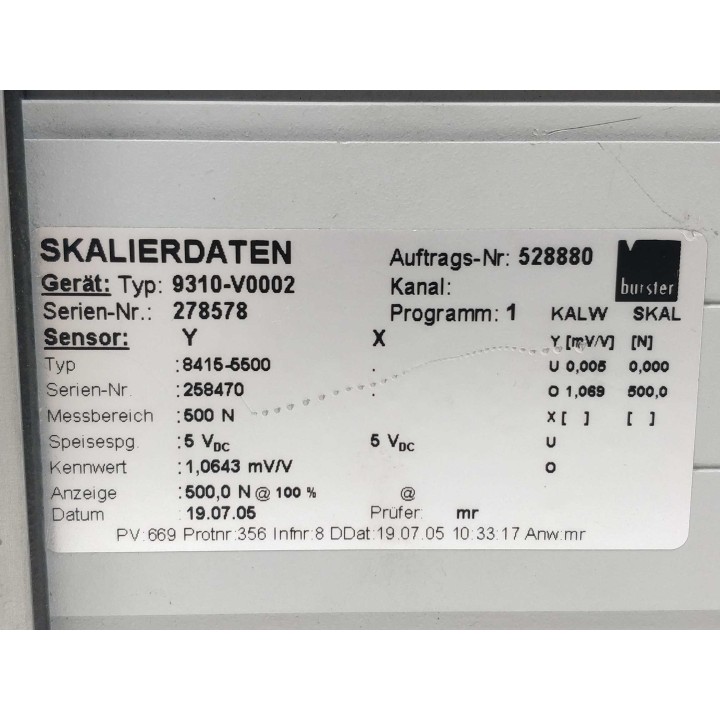 SKALIERDATEN Auftrags-Nr: 528880 burster
Gerät: Typ: 9310-V0002 Kanal:
Serien-Nr.: 278578 Programm: 1 KALW SKAL
Sensor: Y X Y [mV/V] [N]
Typ :8415-5500 . U 0,005 0,000
Serien-Nr. :258470 . O 1,069 500,0
Messbereich :500 N X [ ] [ ]
Speisespg. :5 VDC 5 VDC U
Kennwert :1,0643 mV/V O
Anzeige :500,0 N @ 100 % @
Datum :19.07.05 Prüfer: mr
PV:669 Protnr:356 Infnr:8 DDat:19.07.05 10:33:17 Anw:mr